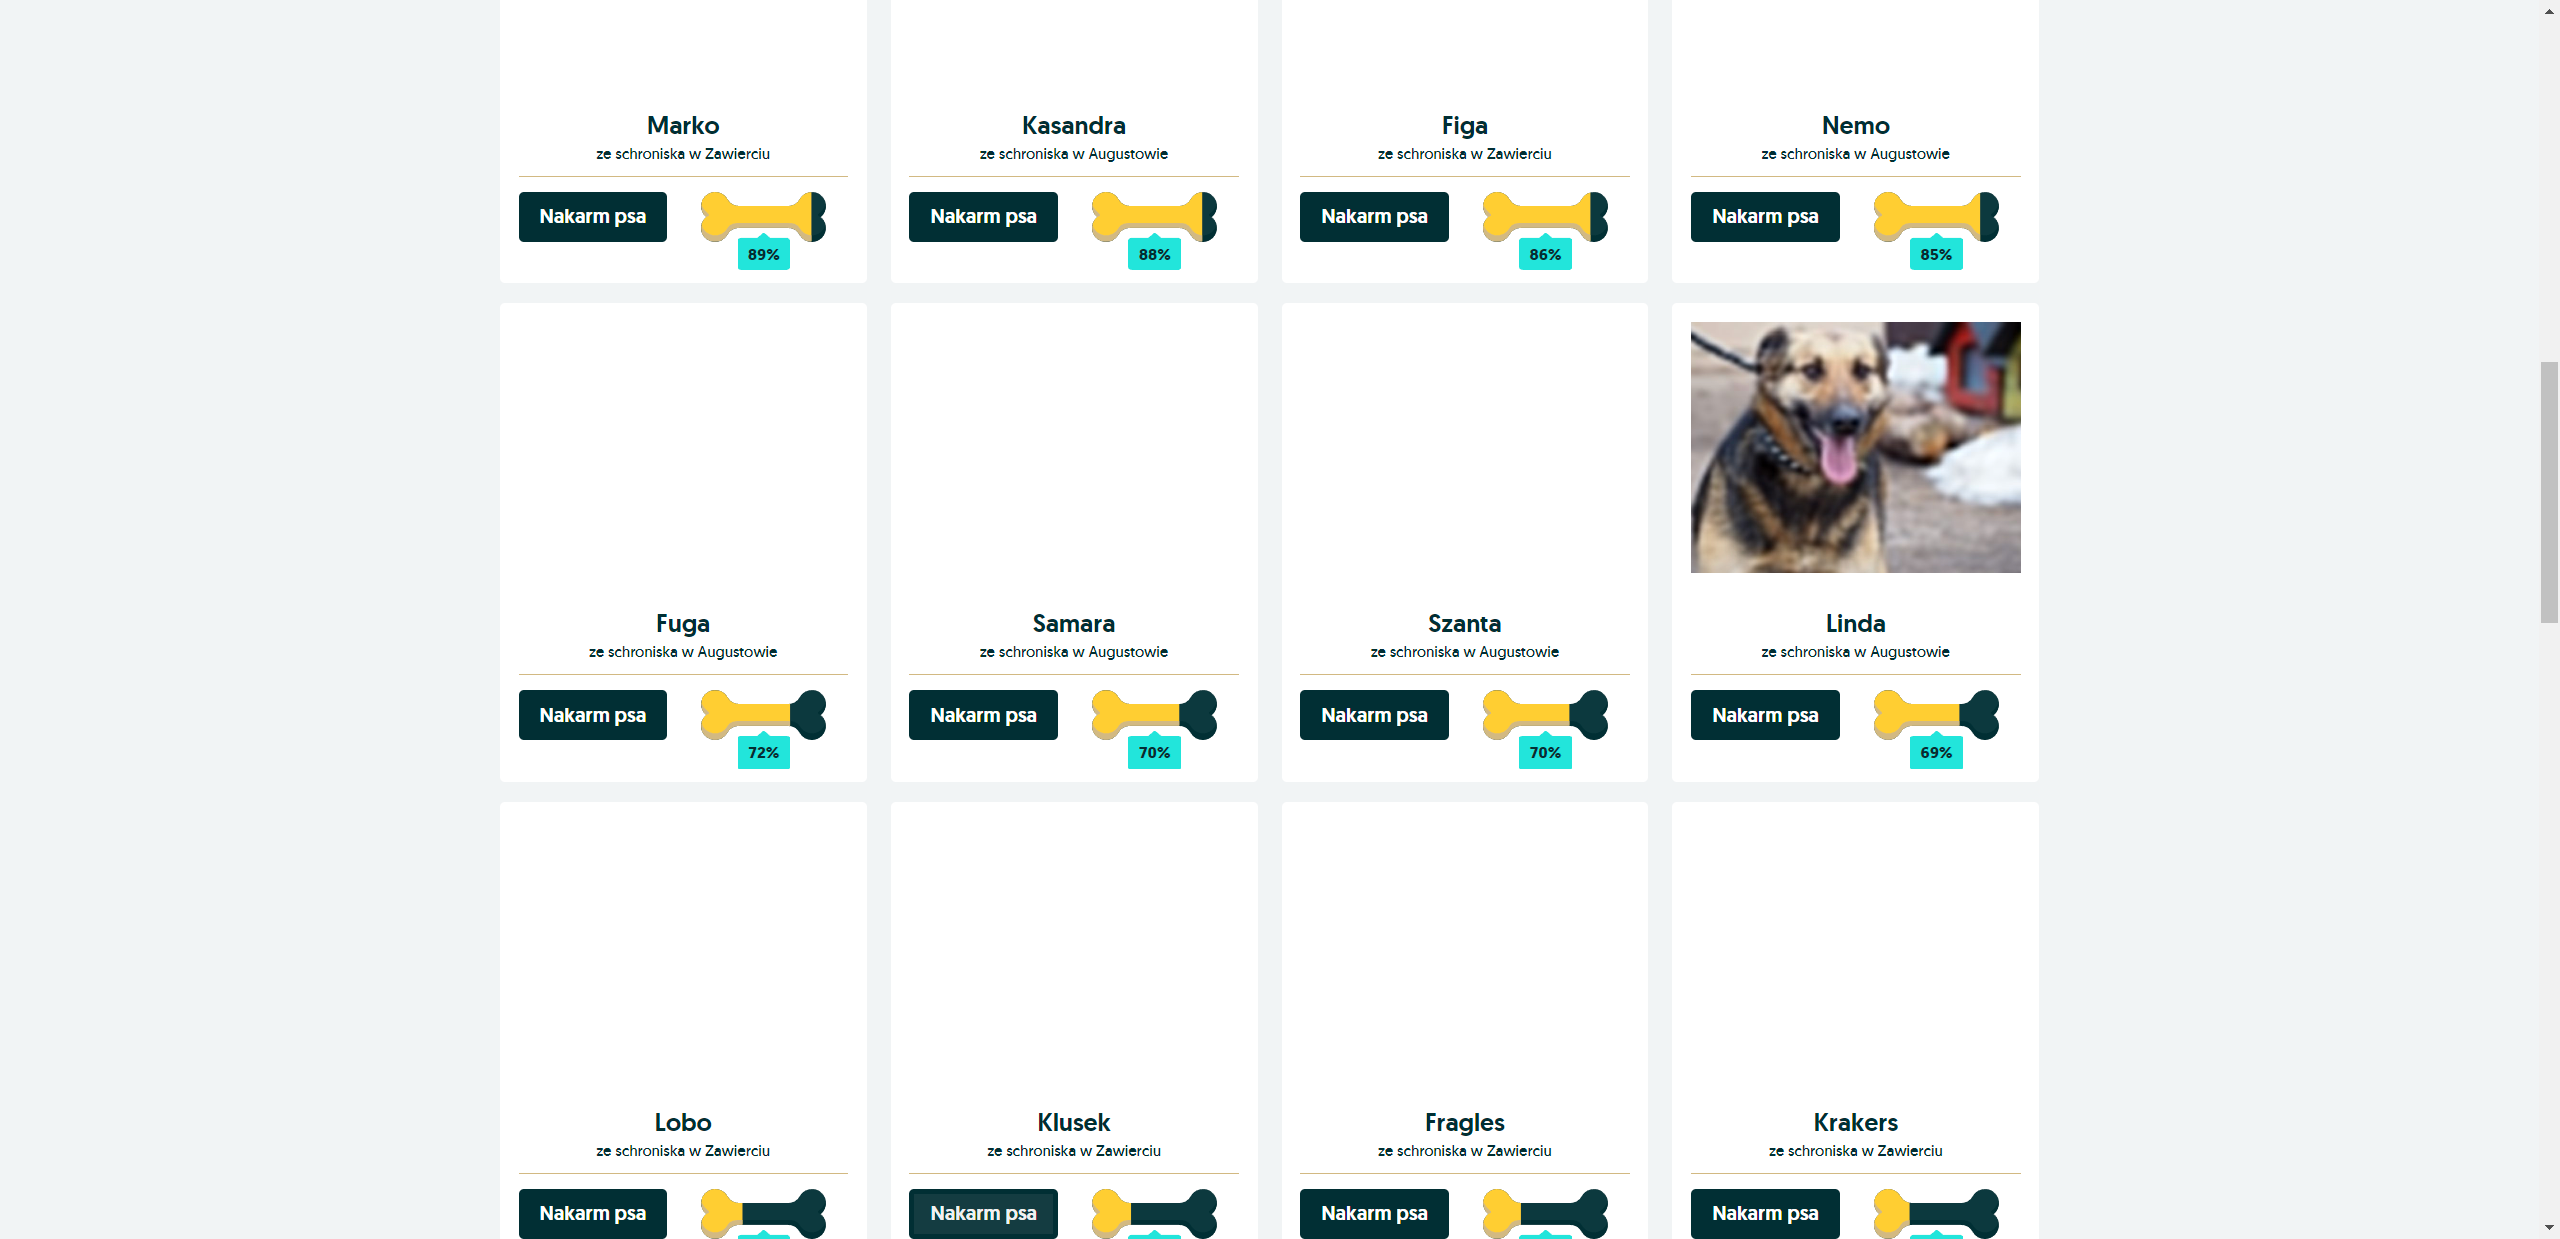 Marko
ze schroniska w Zawierciu
Nakarm psa
89%
Kasandra
ze schroniska w Augustowie
Nakarm psa
88%
Figa
ze schroniska w Zawierciu
Nakarm psa
86%
Nemo
ze schroniska w Augustowie
Nakarm psa
85%
Fuga
ze schroniska w Augustowie
Nakarm psa
72%
Samara
ze schroniska w Augustowie
Nakarm psa
70%
Szanta
ze schroniska w Augustowie
Nakarm psa
70%
Linda
ze schroniska w Augustowie
Nakarm psa
69%
Lobo
ze schroniska w Zawierciu
Nakarm psa
Klusek
ze schroniska w Zawierciu
Nakarm psa
Fragles
ze schroniska w Zawierciu
Nakarm psa
Krakers
ze schroniska w Zawierciu
Nakarm psa